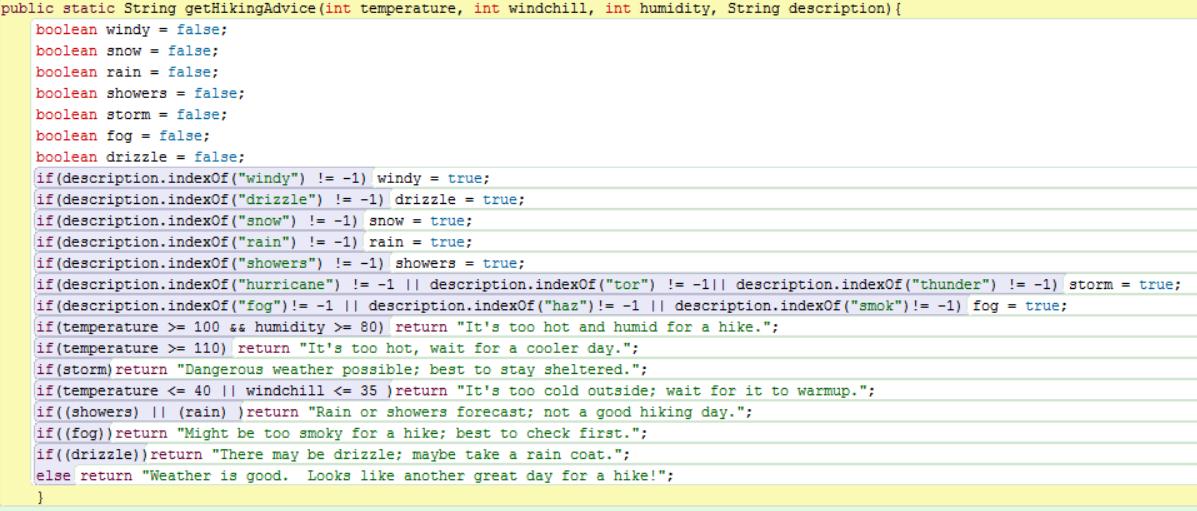 public static String getHikingAdvice(int temperature, int windchill, int humidity, String description){
boolean windy = false;
boolean snow = false;
boolean rain = false;
boolean showers = false;
boolean storm = false;
boolean fog = false;
boolean drizzle = false;
if(description.indexOf("windy") != -1) windy = true;
if(description.indexOf("drizzle") != -1) drizzle = true;
if(description.indexOf("snow") != -1) snow = true;
if(description.indexOf("rain") != -1) rain = true;
if(description.indexOf("showers") != -1) showers = true;
if(description.indexOf("hurricane") != -1 || description.indexOf("tor") != -1|| description.indexOf("thunder") != -1) storm = true;
if(description.indexOf("fog")!= -1 || description.indexOf("haz")!= -1 || description.indexOf("smok")!= -1) fog = true;
if(temperature >= 100 && humidity >= 80) return "It's too hot and humid for a hike.";
if(temperature >= 110) return "It's too hot, wait for a cooler day.";
if(storm)return "Dangerous weather possible; best to stay sheltered.";
if(temperature <= 40 || windchill <= 35 )return "It's too cold outside; wait for it to warmup.";
if((showers) || (rain) )return "Rain or showers forecast; not a good hiking day.";
if((fog))return "Might be too smoky for a hike; best to check first.";
if((drizzle))return "There may be drizzle; maybe take a rain coat.";
else return "Weather is good.  Looks like another great day for a hike!";
}